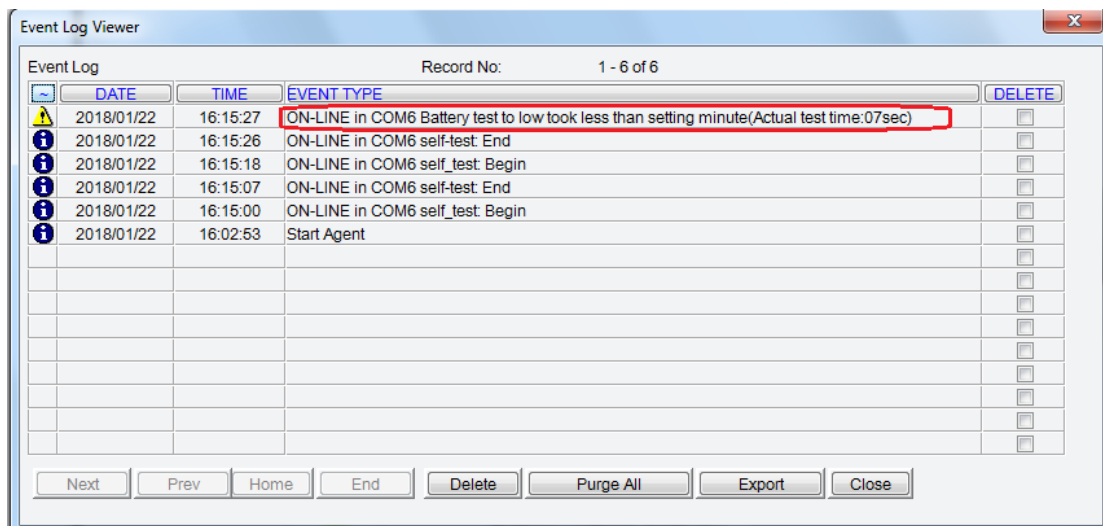 Event Log Viewer
x
Event Log Record No: 1 - 6 of 6
~ DATE TIME EVENT TYPE DELETE
2018/01/22 16:15:27 ON-LINE in COM6 Battery test to low took less than setting minute(Actual test time:07sec)
2018/01/22 16:15:26 ON-LINE in COM6 self-test: End
2018/01/22 16:15:18 ON-LINE in COM6 self_test: Begin
2018/01/22 16:15:07 ON-LINE in COM6 self-test: End
2018/01/22 16:15:00 ON-LINE in COM6 self_test: Begin
2018/01/22 16:02:53 Start Agent
Next Prev Home End Delete Purge All Export Close